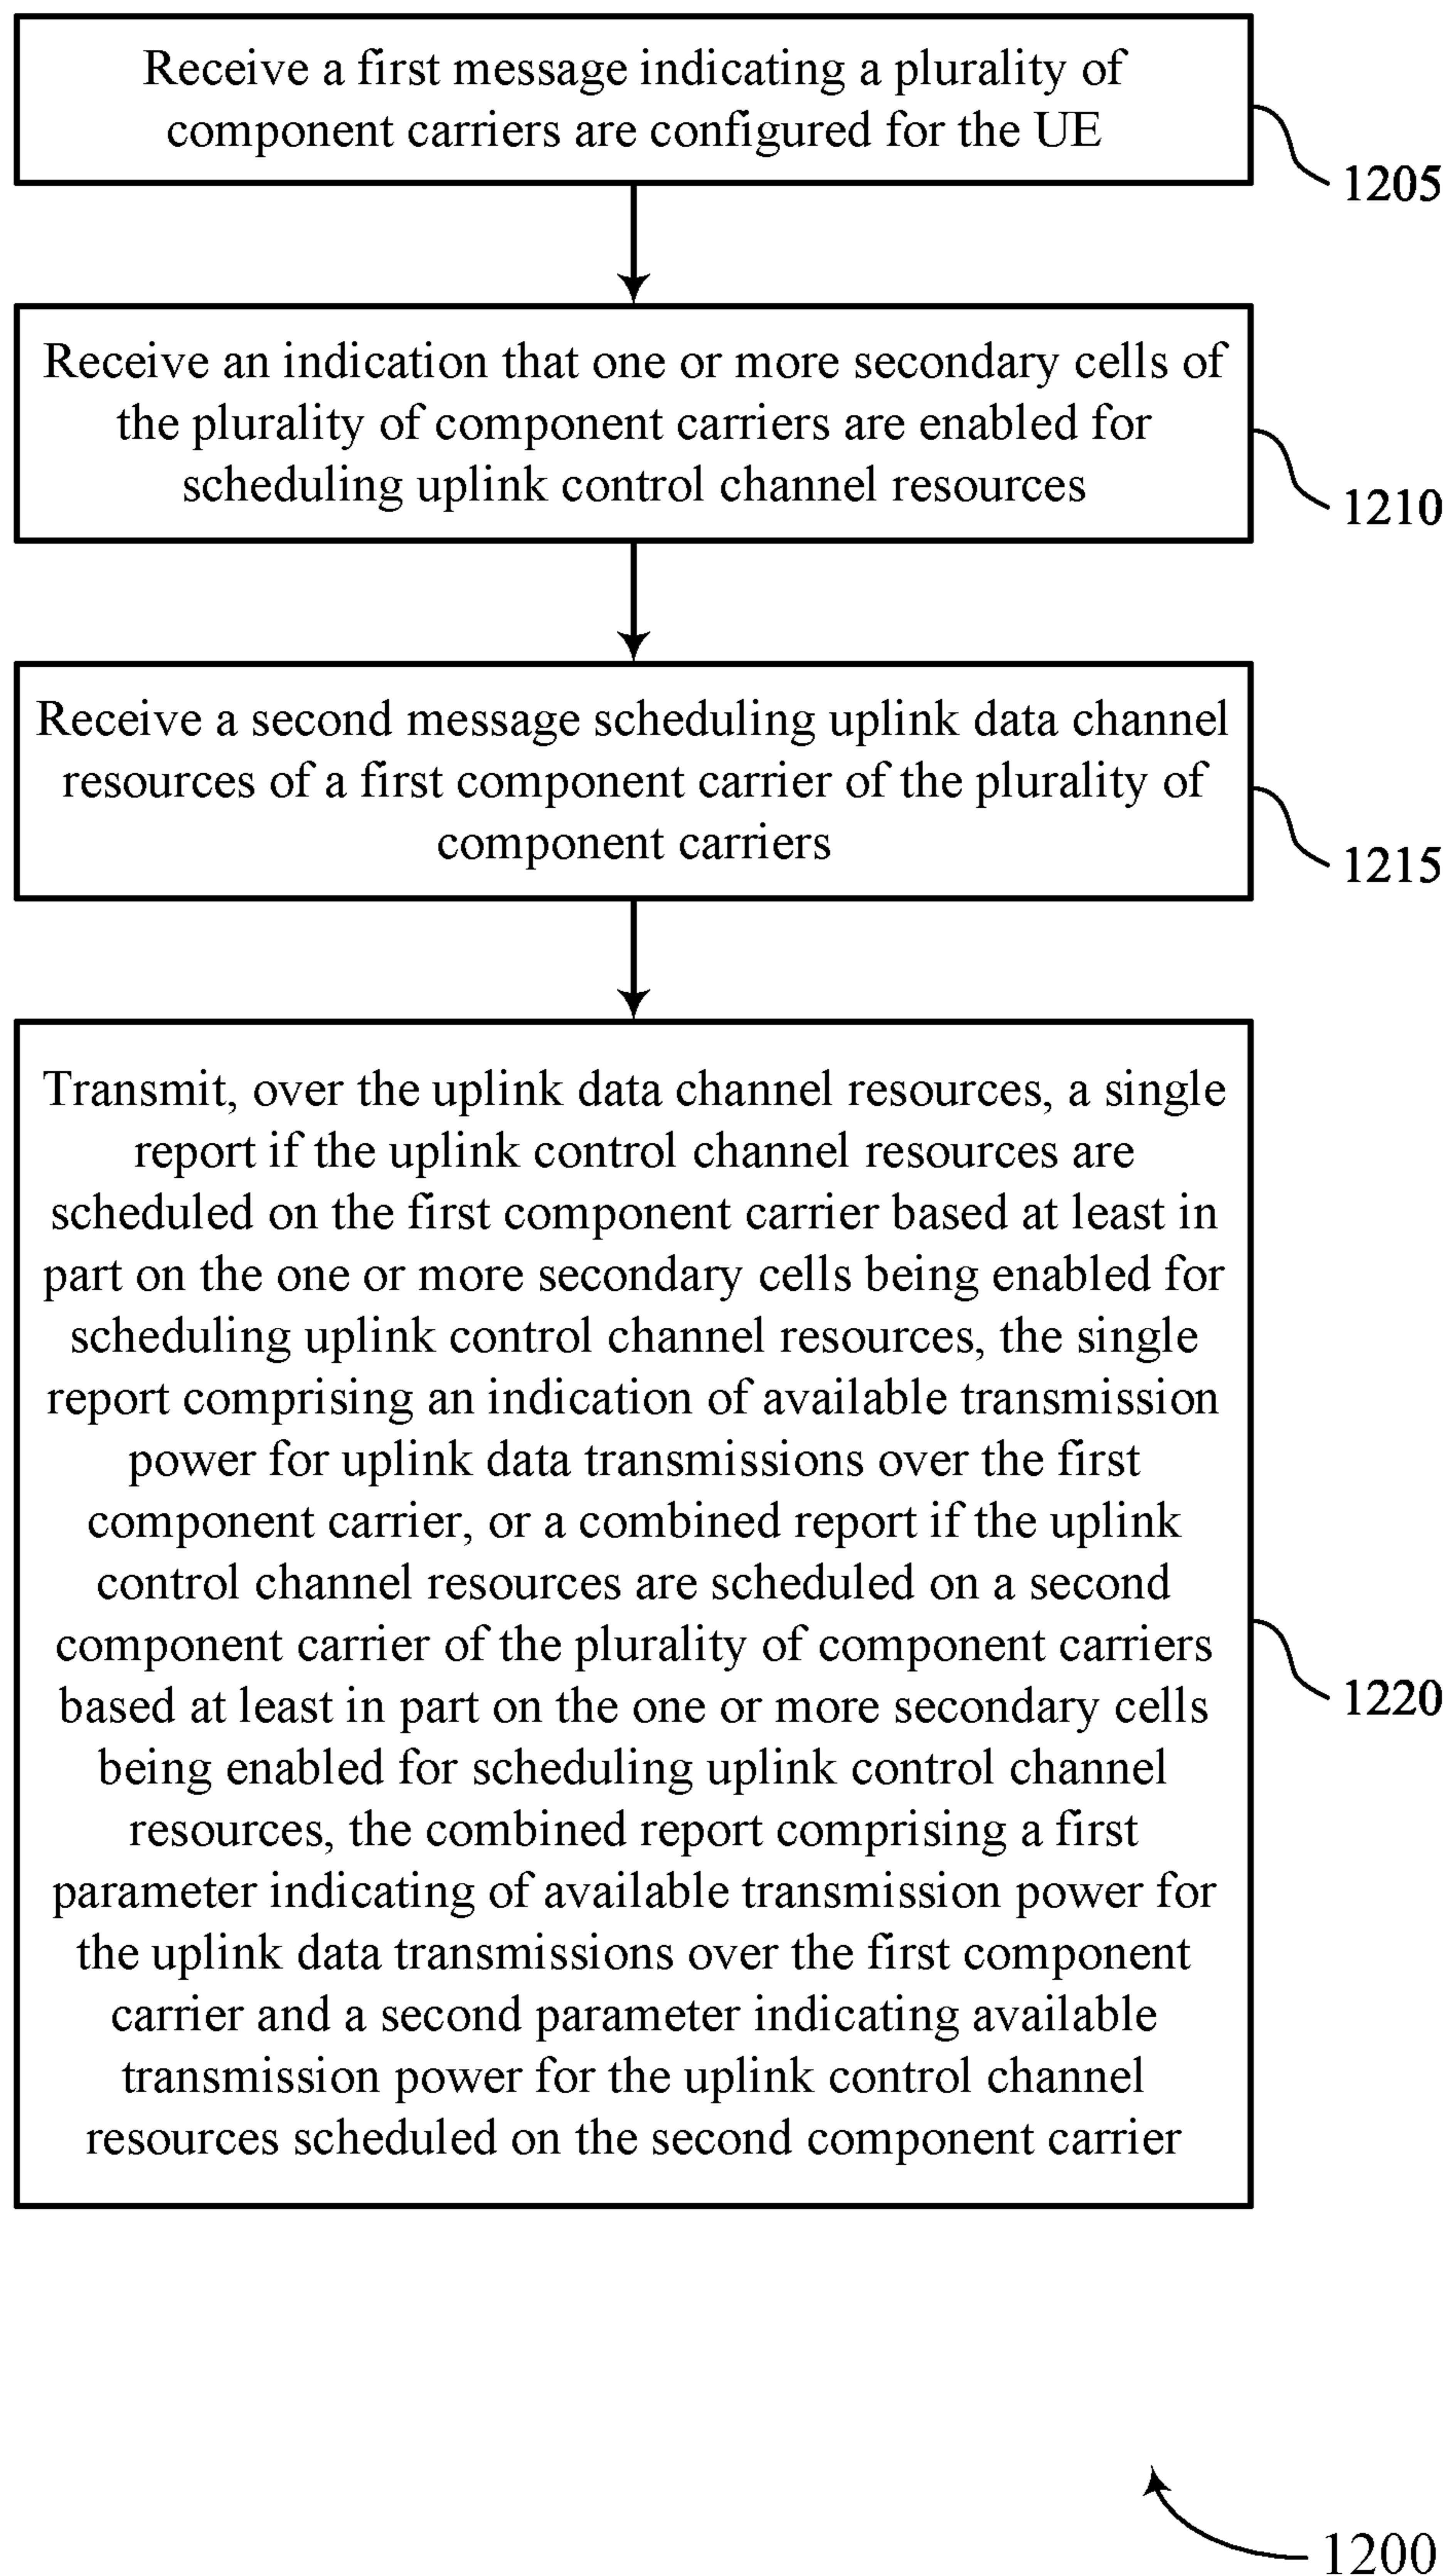 Receive a first message indicating a plurality of
component carriers are configured for the UE
1205
Receive an indication that one or more secondary cells of
the plurality of component carriers are enabled for
scheduling uplink control channel resources
1210
Receive a second message scheduling uplink data channel
resources of a first component carrier of the plurality of
component carriers
1215
Transmit, over the uplink data channel resources, a single
report if the uplink control channel resources are
scheduled on the first component carrier based at least in
part on the one or more secondary cells being enabled for
scheduling uplink control channel resources, the single
report comprising an indication of available transmission
power for uplink data transmissions over the first
component carrier, or a combined report if the uplink
control channel resources are scheduled on a second
component carrier of the plurality of component carriers
based at least in part on the one or more secondary cells
being enabled for scheduling uplink control channel
resources, the combined report comprising a first
parameter indicating of available transmission power for
the uplink data transmissions over the first component
carrier and a second parameter indicating available
transmission power for the uplink control channel
resources scheduled on the second component carrier
1220
1200